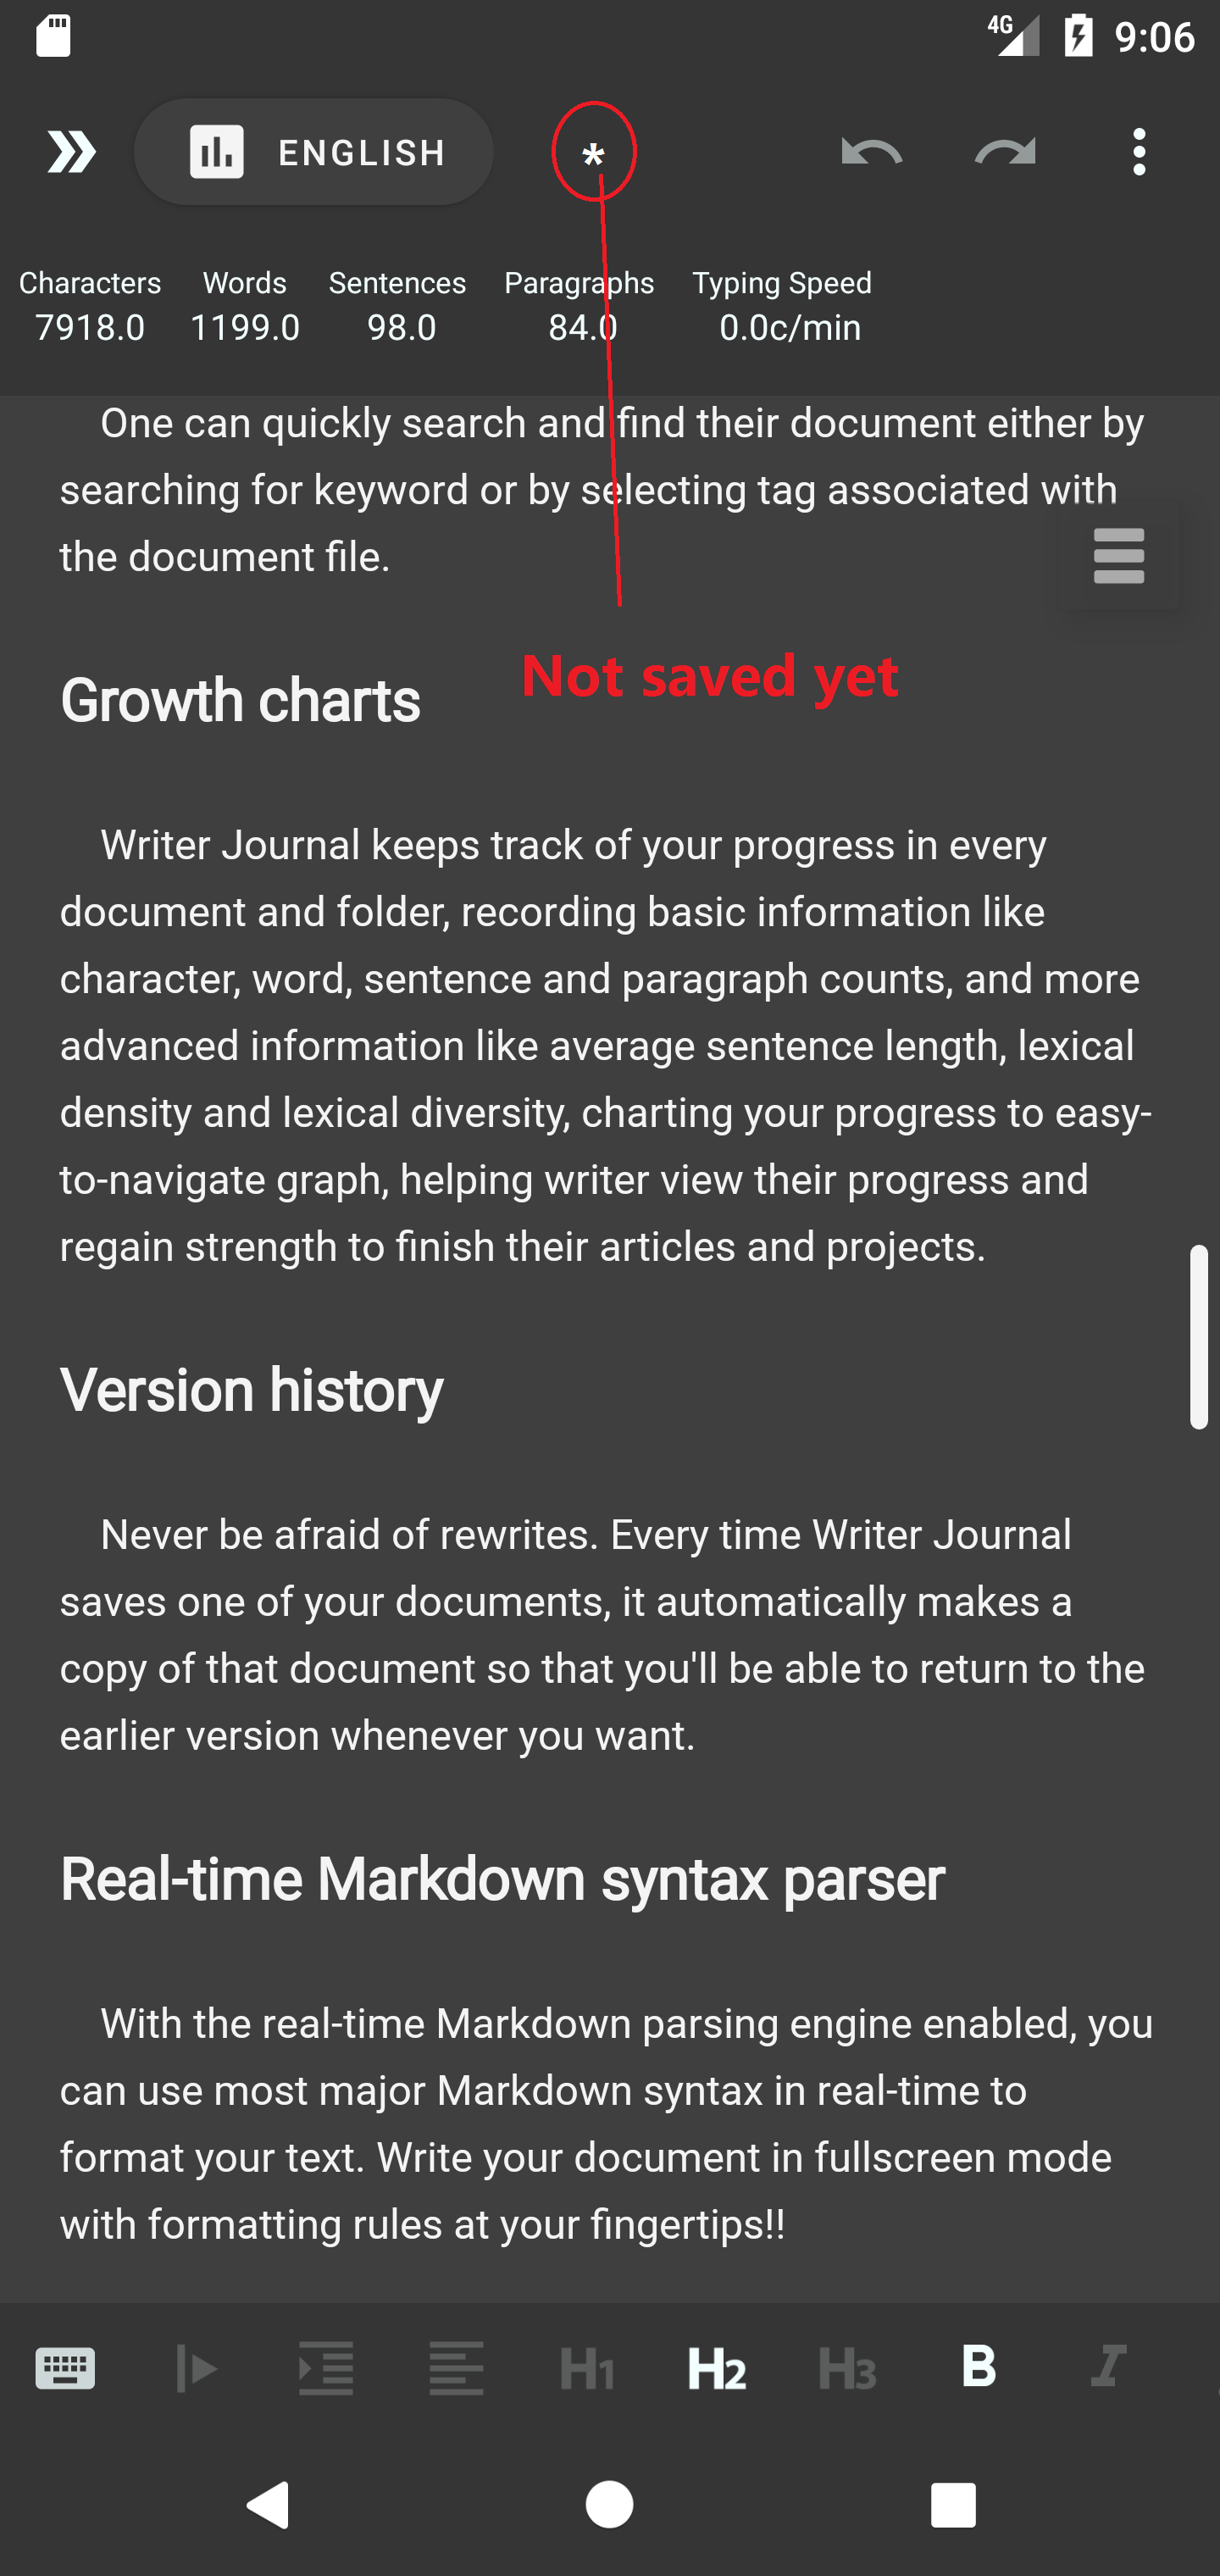 4G 9:06
ENGLISH *
Characters Words Sentences Paragraphs Typing Speed
7918.0 1199.0 98.0 84.0 0.0c/min
One can quickly search and find their document either by
searching for keyword or by selecting tag associated with
the document file.
Not saved yet
Growth charts
Writer Journal keeps track of your progress in every
document and folder, recording basic information like
character, word, sentence and paragraph counts, and more
advanced information like average sentence length, lexical
density and lexical diversity, charting your progress to easy-
to-navigate graph, helping writer view their progress and
regain strength to finish their articles and projects.
Version history
Never be afraid of rewrites. Every time Writer Journal
saves one of your documents, it automatically makes a
copy of that document so that you'll be able to return to the
earlier version whenever you want.
Real-time Markdown syntax parser
With the real-time Markdown parsing engine enabled, you
can use most major Markdown syntax in real-time to
format your text. Write your document in fullscreen mode
with formatting rules at your fingertips!!
H1 H2 H3 B I